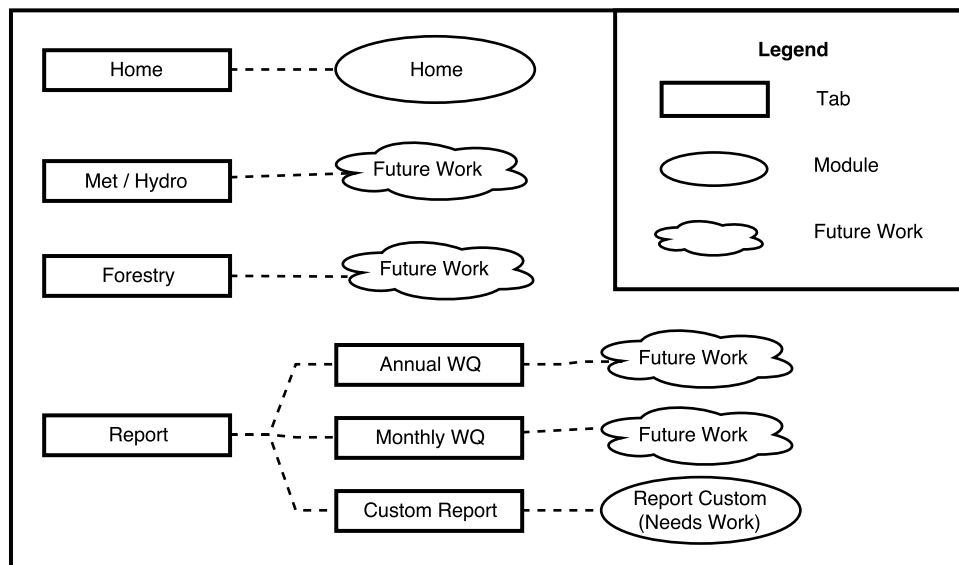 Home
Home
Legend
Tab
Met / Hydro
Future Work
Module
Future Work
Forestry
Future Work
Annual WQ
Future Work
Report
Monthly WQ
Future Work
Custom Report
Report Custom
(Needs Work)